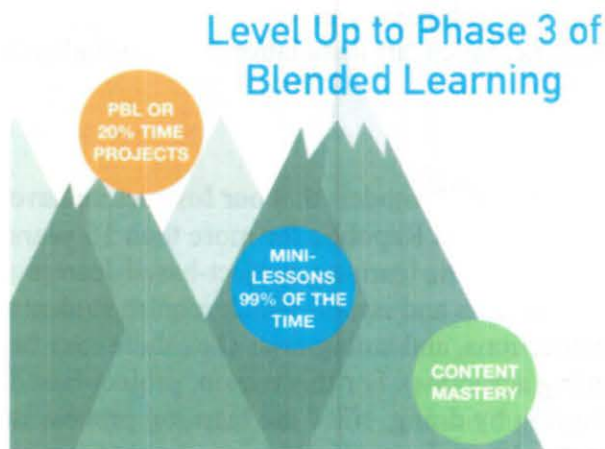 Level Up to Phase 3 of
Blended Learning
PBL OR
20% TIME
PROJECTS
MINI-
LESSONS
99% OF THE
TIME
CONTENT
MASTERY